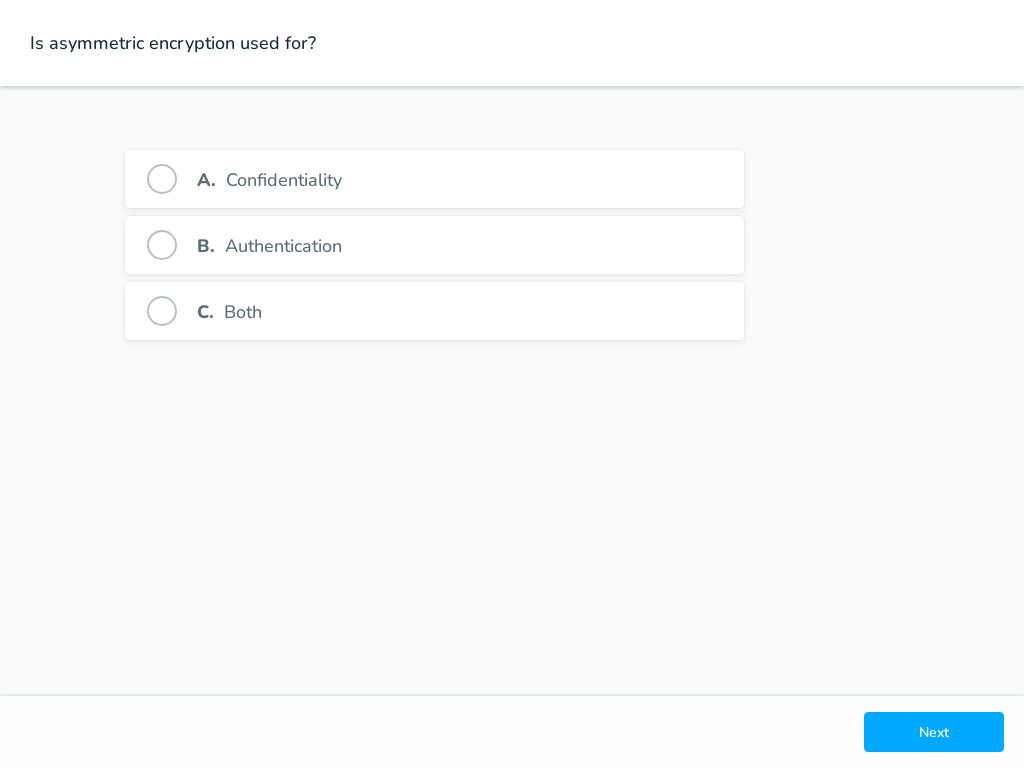 Is asymmetric encryption used for?
A. Confidentiality
B. Authentication
C. Both
Next